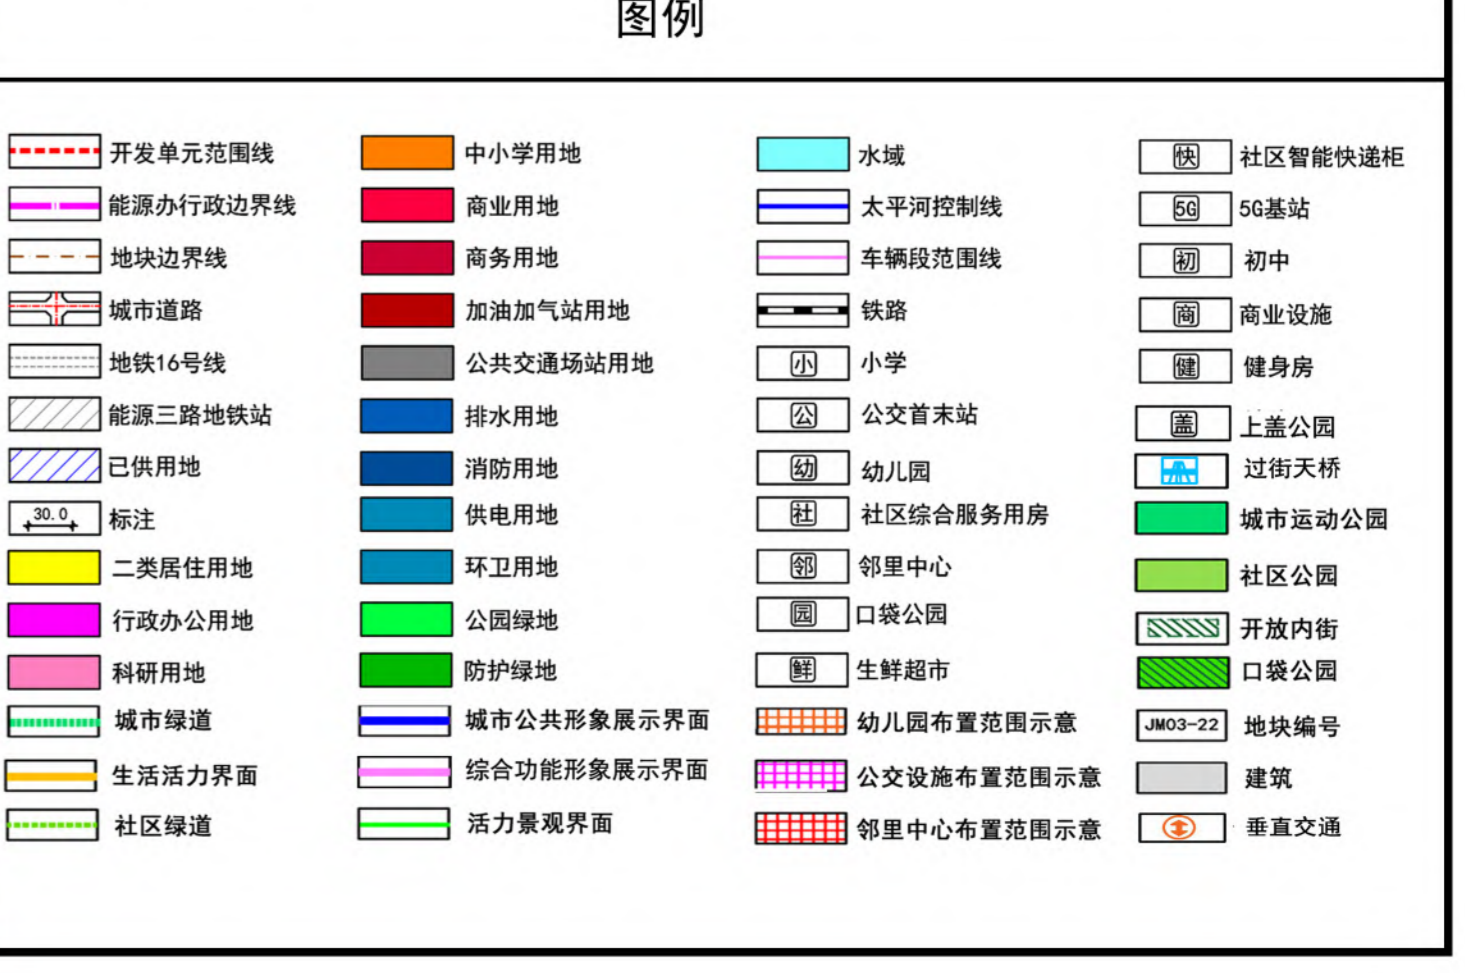 图例
开发单元范围线
能源办行政边界线
地块边界线
城市道路
地铁16号线
能源三路地铁站
已供用地
30.0 标注
二类居住用地
行政办公用地
科研用地
城市绿道
生活活力界面
社区绿道
中小学用地
商业用地
商务用地
加油加气站用地
公共交通场站用地
排水用地
消防用地
供电用地
环卫用地
公园绿地
防护绿地
城市公共形象展示界面
综合功能形象展示界面
活力景观界面
水域
太平河控制线
车辆段范围线
铁路
小 小学
公 公交首末站
幼 幼儿园
社 社区综合服务用房
邻 邻里中心
园 口袋公园
鲜 生鲜超市
幼儿园布置范围示意
公交设施布置范围示意
邻里中心布置范围示意
快 社区智能快递柜
5G 5G基站
初 初中
商 商业设施
健 健身房
盖 上盖公园
过街天桥
城市运动公园
社区公园
开放内街
口袋公园
JM03-22 地块编号
建筑
垂直交通